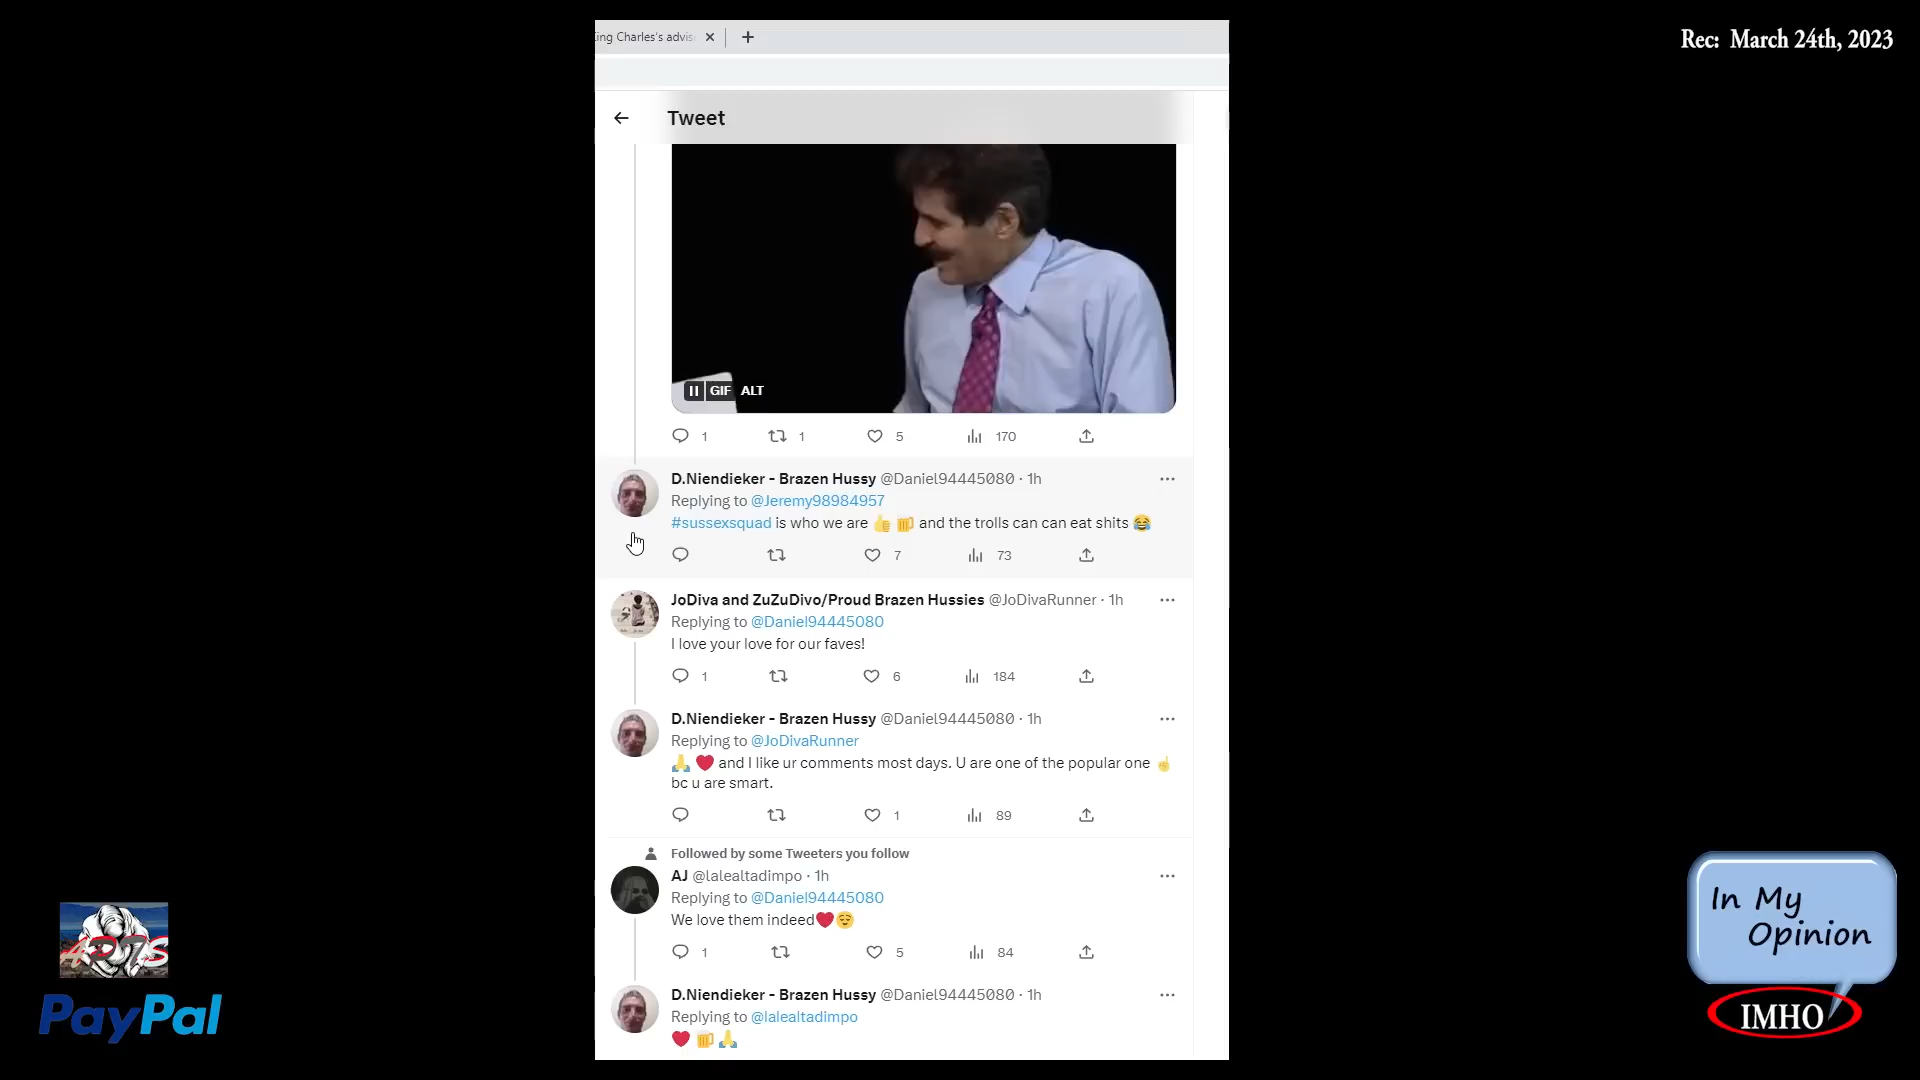 Rec: March 24th, 2023
King Charles's advis
Tweet
GIF ALT
1 1 5 170
D.Niendieker - Brazen Hussy @Daniel94445080 · 1h
Replying to @Jeremy98984957
#sussexsquad is who we are 👍 🍻 and the trolls can can eat shits 😂
7 73
JoDiva and ZuZuDivo/Proud Brazen Hussies @JoDivaRunner · 1h
Replying to @Daniel94445080
I love your love for our faves!
1 6 184
D.Niendieker - Brazen Hussy @Daniel94445080 · 1h
Replying to @JoDivaRunner
🙏 ❤️ and I like ur comments most days. U are one of the popular one ☝️
bc u are smart.
1 89
Followed by some Tweeters you follow
AJ @lalealtadimpo · 1h
Replying to @Daniel94445080
We love them indeed❤️😌
1 5 84
D.Niendieker - Brazen Hussy @Daniel94445080 · 1h
Replying to @lalealtadimpo
❤️ 🍻 🙏
PayPal
In My
Opinion
IMHO